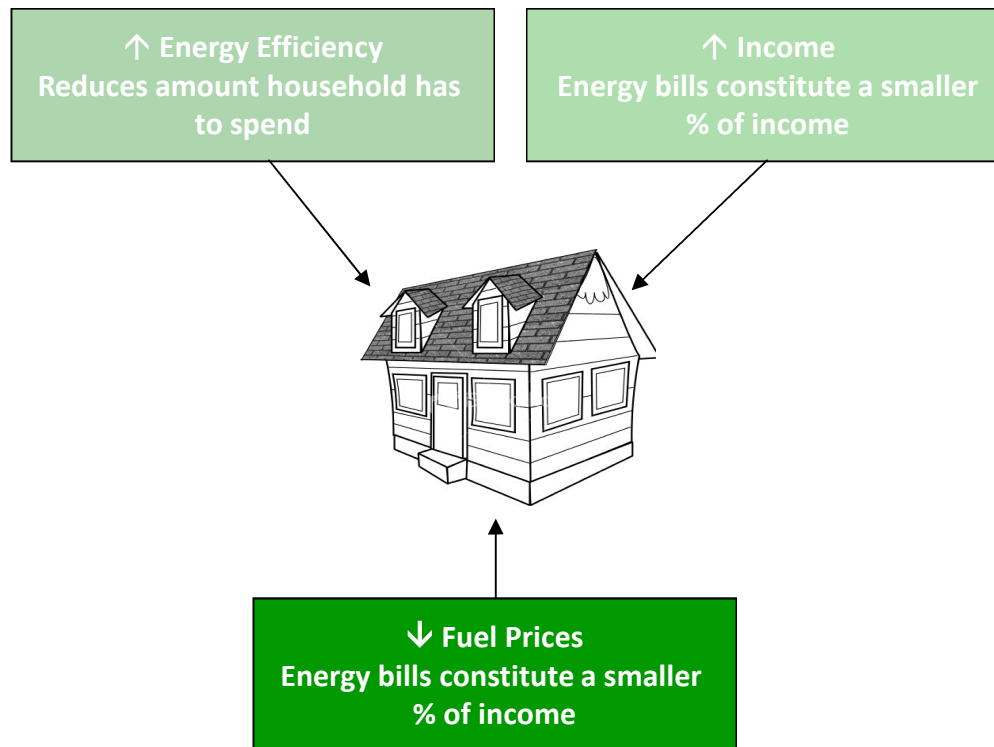 ↑ Energy Efficiency
Reduces amount household has
to spend
↑ Income
Energy bills constitute a smaller
% of income
↓ Fuel Prices
Energy bills constitute a smaller
% of income